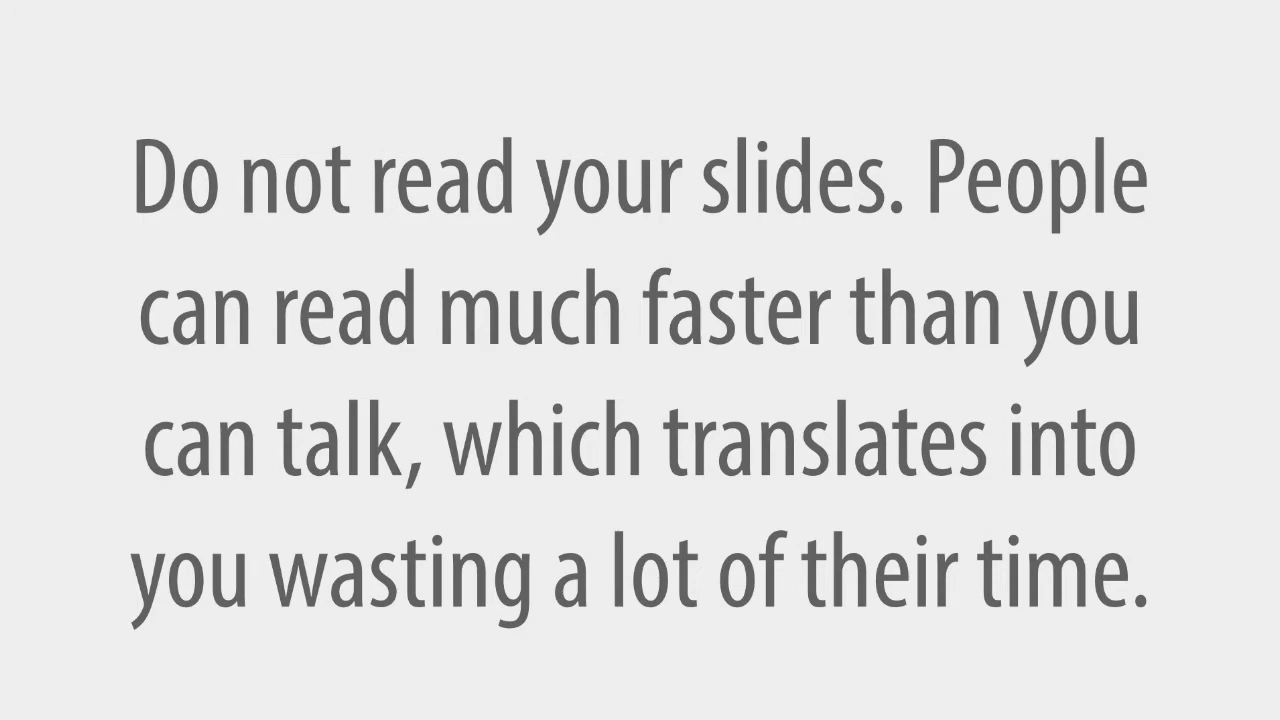 Do not read your slides. People
can read much faster than you
can talk, which translates into
you wasting a lot of their time.